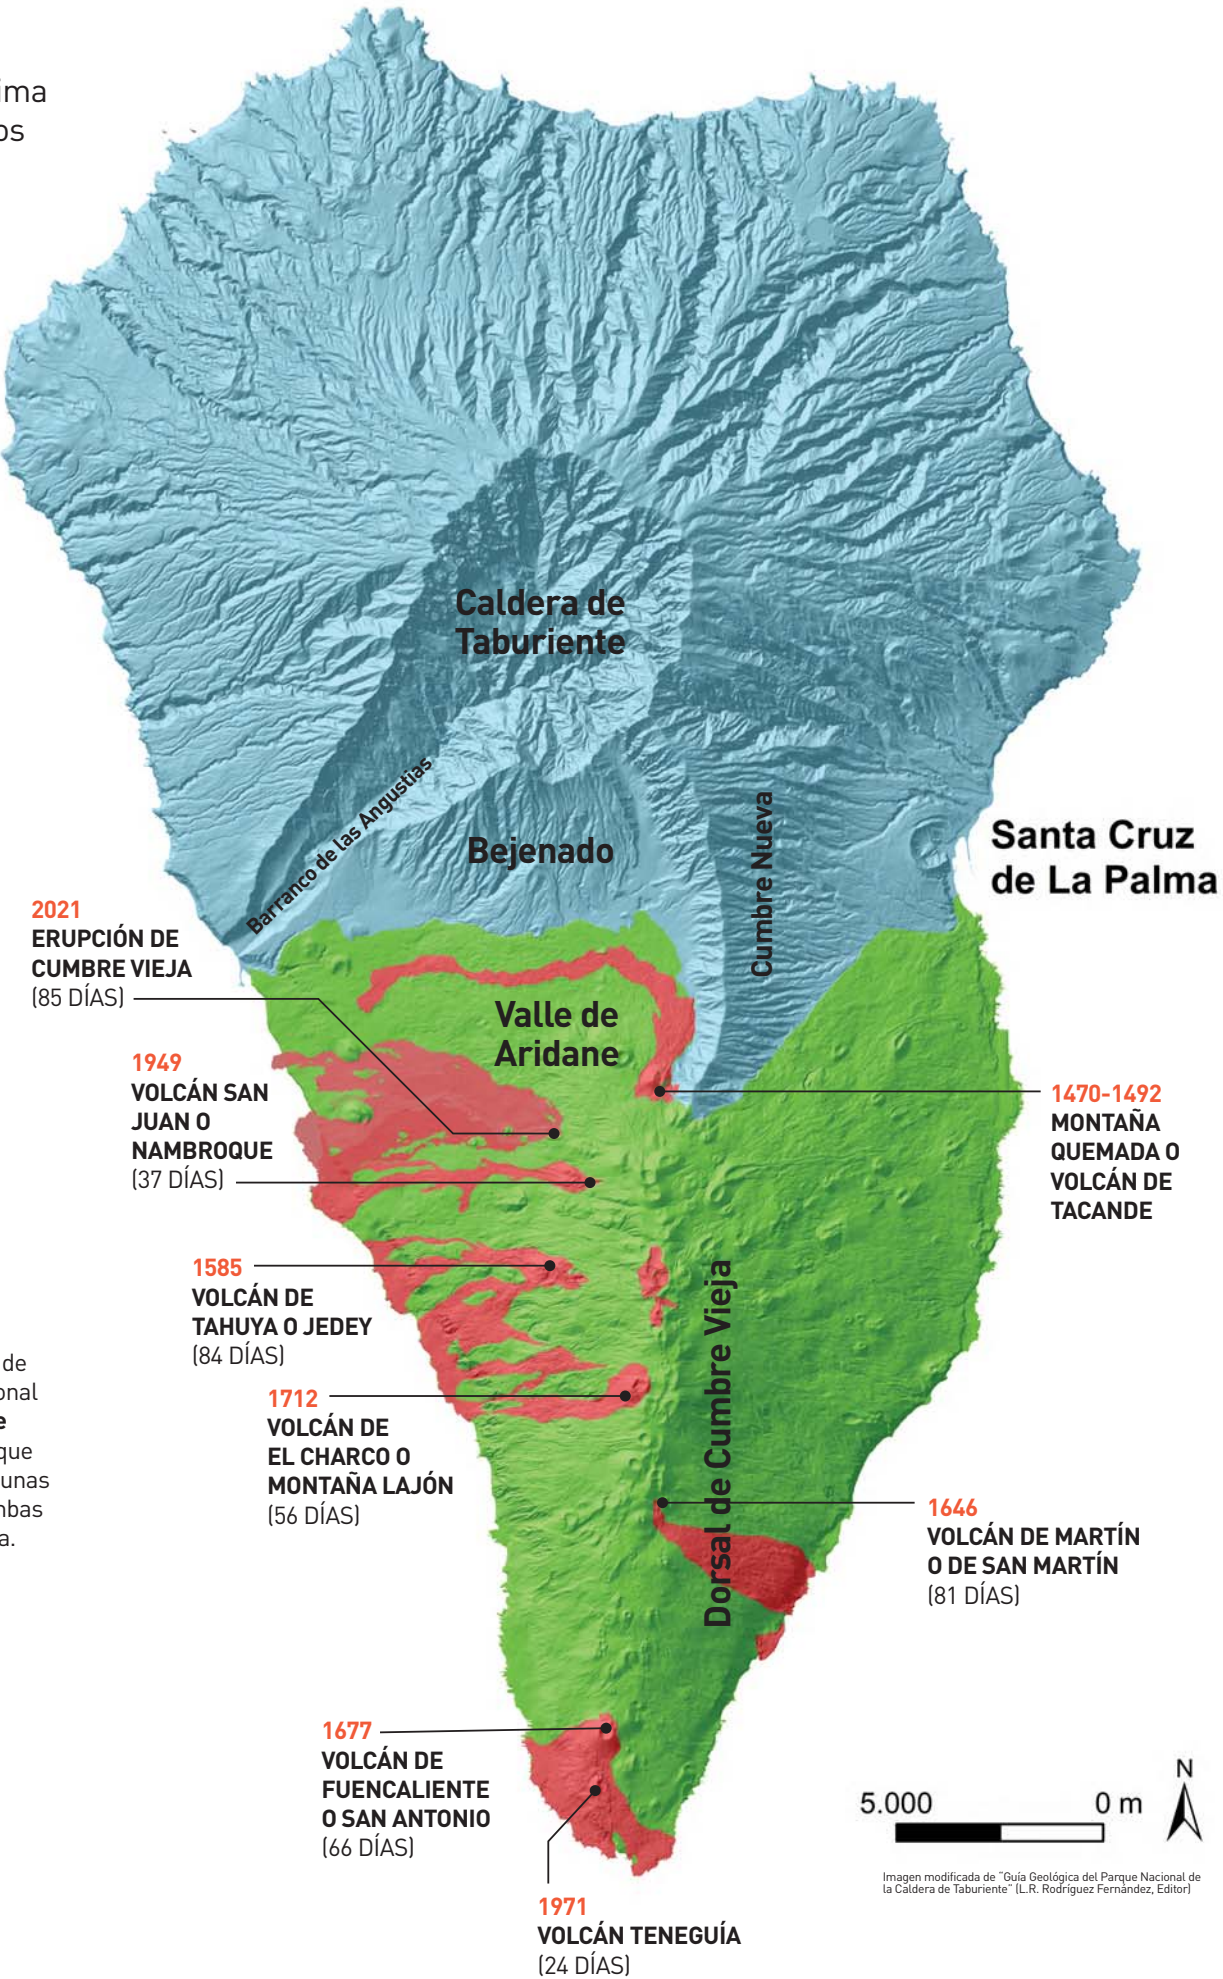 ima
os
Caldera de
Taburiente
Barranco de las Angustias
Bejenado
Cumbre Nueva
Santa Cruz
de La Palma
2021
ERUPCIÓN DE
CUMBRE VIEJA
(85 DÍAS)
Valle de
Aridane
1949
VOLCÁN SAN
JUAN O
NAMBROQUE
(37 DÍAS)
1470-1492
MONTAÑA
QUEMADA O
VOLCÁN DE
TACANDE
1585
VOLCÁN DE
TAHUYA O JEDEY
(84 DÍAS)
Dorsal de Cumbre Vieja
de
onal
e
que
unas
nbas
a.
1712
VOLCÁN DE
EL CHARCO O
MONTAÑA LAJÓN
(56 DÍAS)
1646
VOLCÁN DE MARTÍN
O DE SAN MARTÍN
(81 DÍAS)
1677
VOLCÁN DE
FUENCALIENTE
O SAN ANTONIO
(66 DÍAS)
1971
VOLCÁN TENEGUÍA
(24 DÍAS)
N
5.000 0 m
Imagen modificada de "Guía Geológica del Parque Nacional de
la Caldera de Taburiente" (L.R. Rodríguez Fernández, Editor)